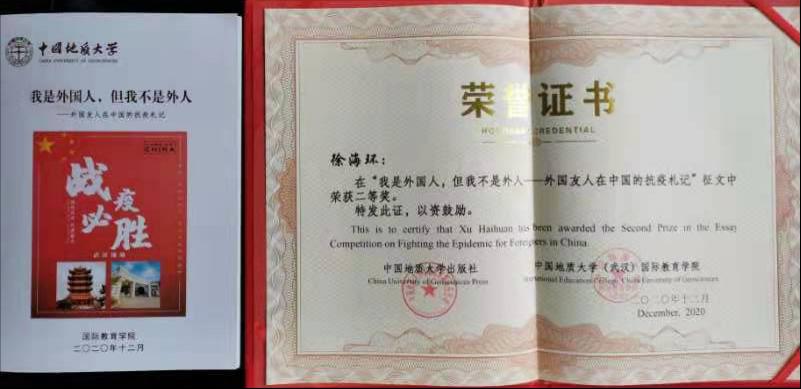 中国地质大学
CHINA UNIVERSITY OF GEOSCIENCES
我是外国人，但我不是外人
——外国友人在中国的抗疫札记
CHINA
战疫
必胜
武汉加油
国际教育学院
二〇二〇年十二月
荣誉证书
HONORARY CREDENTIAL
徐海环：
在“我是外国人，但我不是外人——外国友人在中国的抗疫札记”征文中
荣获二等奖。
特发此证，以资鼓励。
This is to certify that Xu Haihuan has been awarded the Second Prize in the Essay
Competition on Fighting the Epidemic for Foreigners in China.
中国地质大学出版社 中国地质大学（武汉）国际教育学院
China University of Geosciences Press International Education College, China University of Geosciences
二〇二〇年十二月
December, 2020